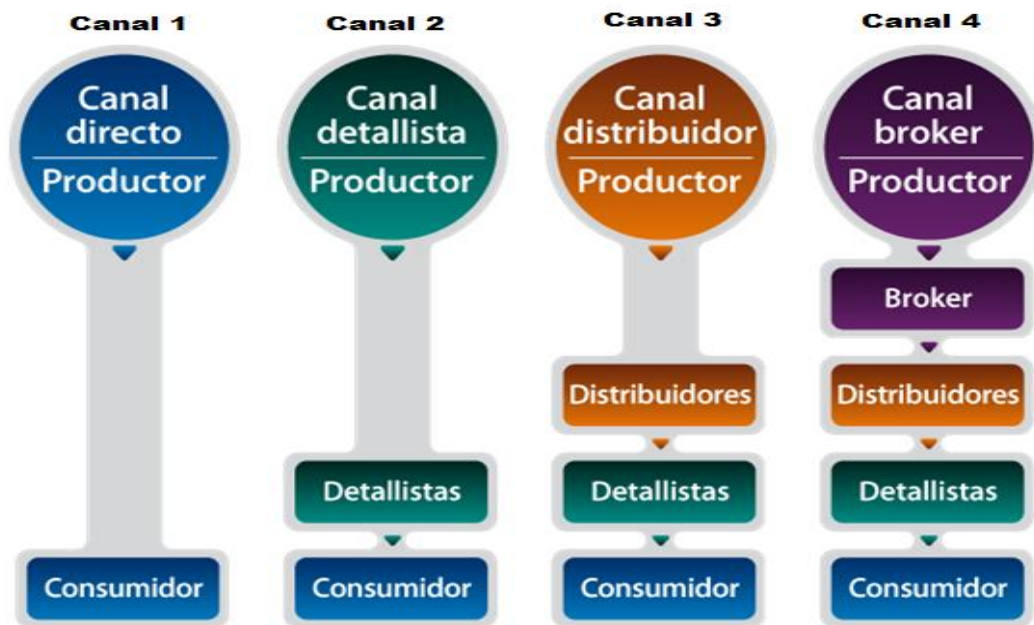 Canal 1
Canal
directo
Productor
Consumidor
Canal 2
Canal
detallista
Productor
Detallistas
Consumidor
Canal 3
Canal
distribuidor
Productor
Distribuidores
Detallistas
Consumidor
Canal 4
Canal
broker
Productor
Broker
Distribuidores
Detallistas
Consumidor